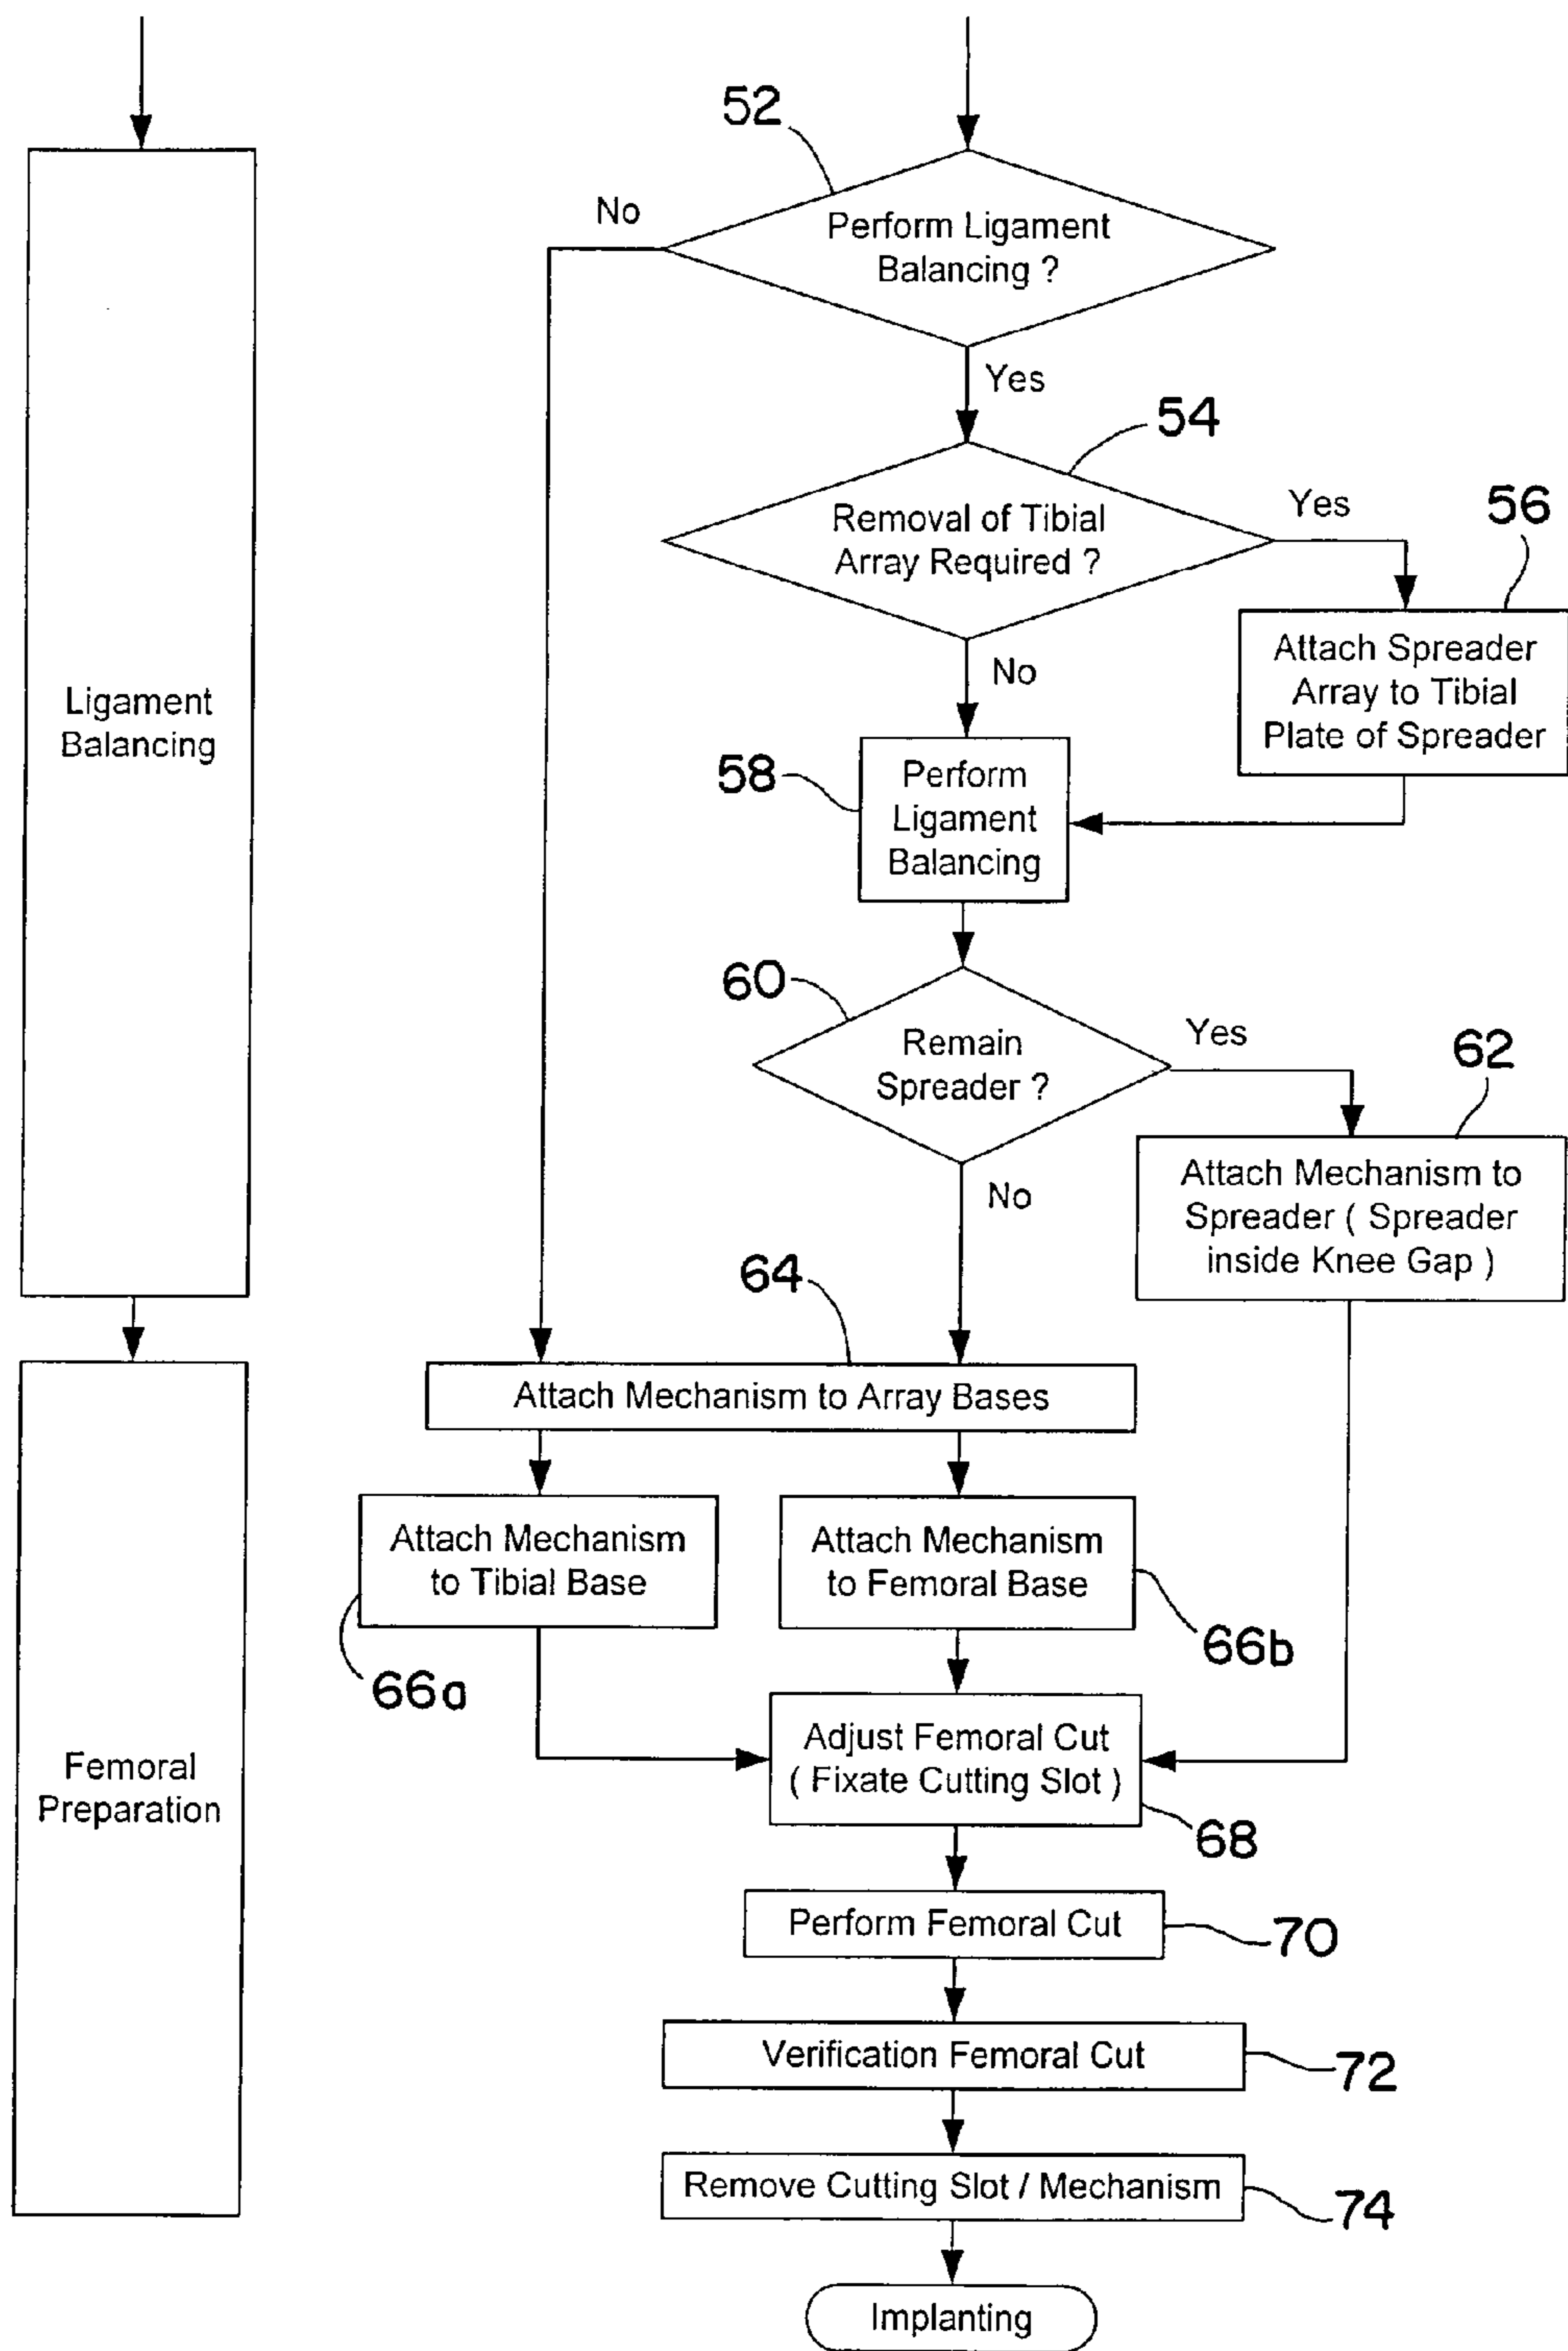 52
No
Perform Ligament
Balancing ?
Yes
54
Removal of Tibial
Array Required ?
Yes
56
Attach Spreader
Array to Tibial
Plate of Spreader
No
Ligament
Balancing
58
Perform
Ligament
Balancing
60
Remain
Spreader ?
Yes
62
Attach Mechanism to
Spreader ( Spreader
inside Knee Gap )
No
64
Attach Mechanism to Array Bases
Attach Mechanism
to Tibial Base
66a
Attach Mechanism
to Femoral Base
66b
Femoral
Preparation
Adjust Femoral Cut
( Fixate Cutting Slot )
68
Perform Femoral Cut
70
Verification Femoral Cut
72
Remove Cutting Slot / Mechanism
74
Implanting